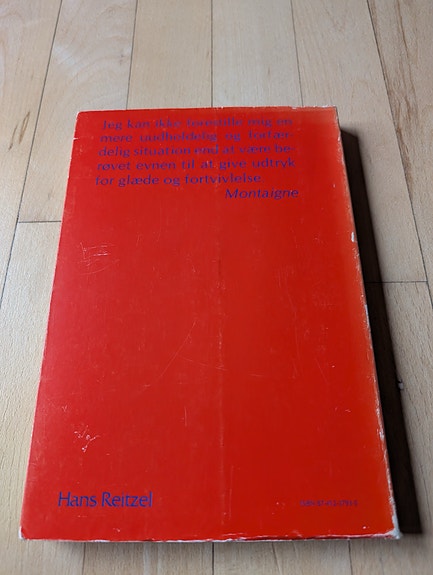 Jeg kan ikke forestille mig en
mere uudholdelig og forfær-
delig situation end at være be-
røvet evnen til at give udtryk
for glæde og fortvivlelse
Montaigne
Hans Reitzel